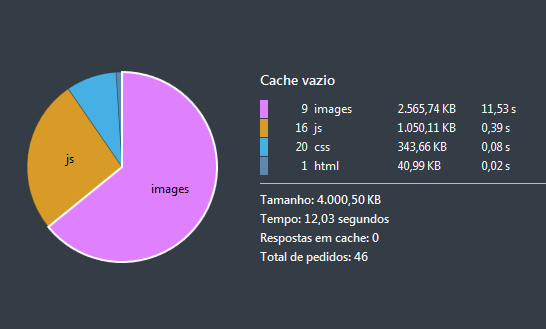 Cache vazio
9 images 2.565,74 KB 11,53 s
16 js 1.050,11 KB 0,39 s
20 css 343,66 KB 0,08 s
1 html 40,99 KB 0,02 s
Tamanho: 4.000,50 KB
Tempo: 12,03 segundos
Respostas em cache: 0
Total de pedidos: 46
js
images